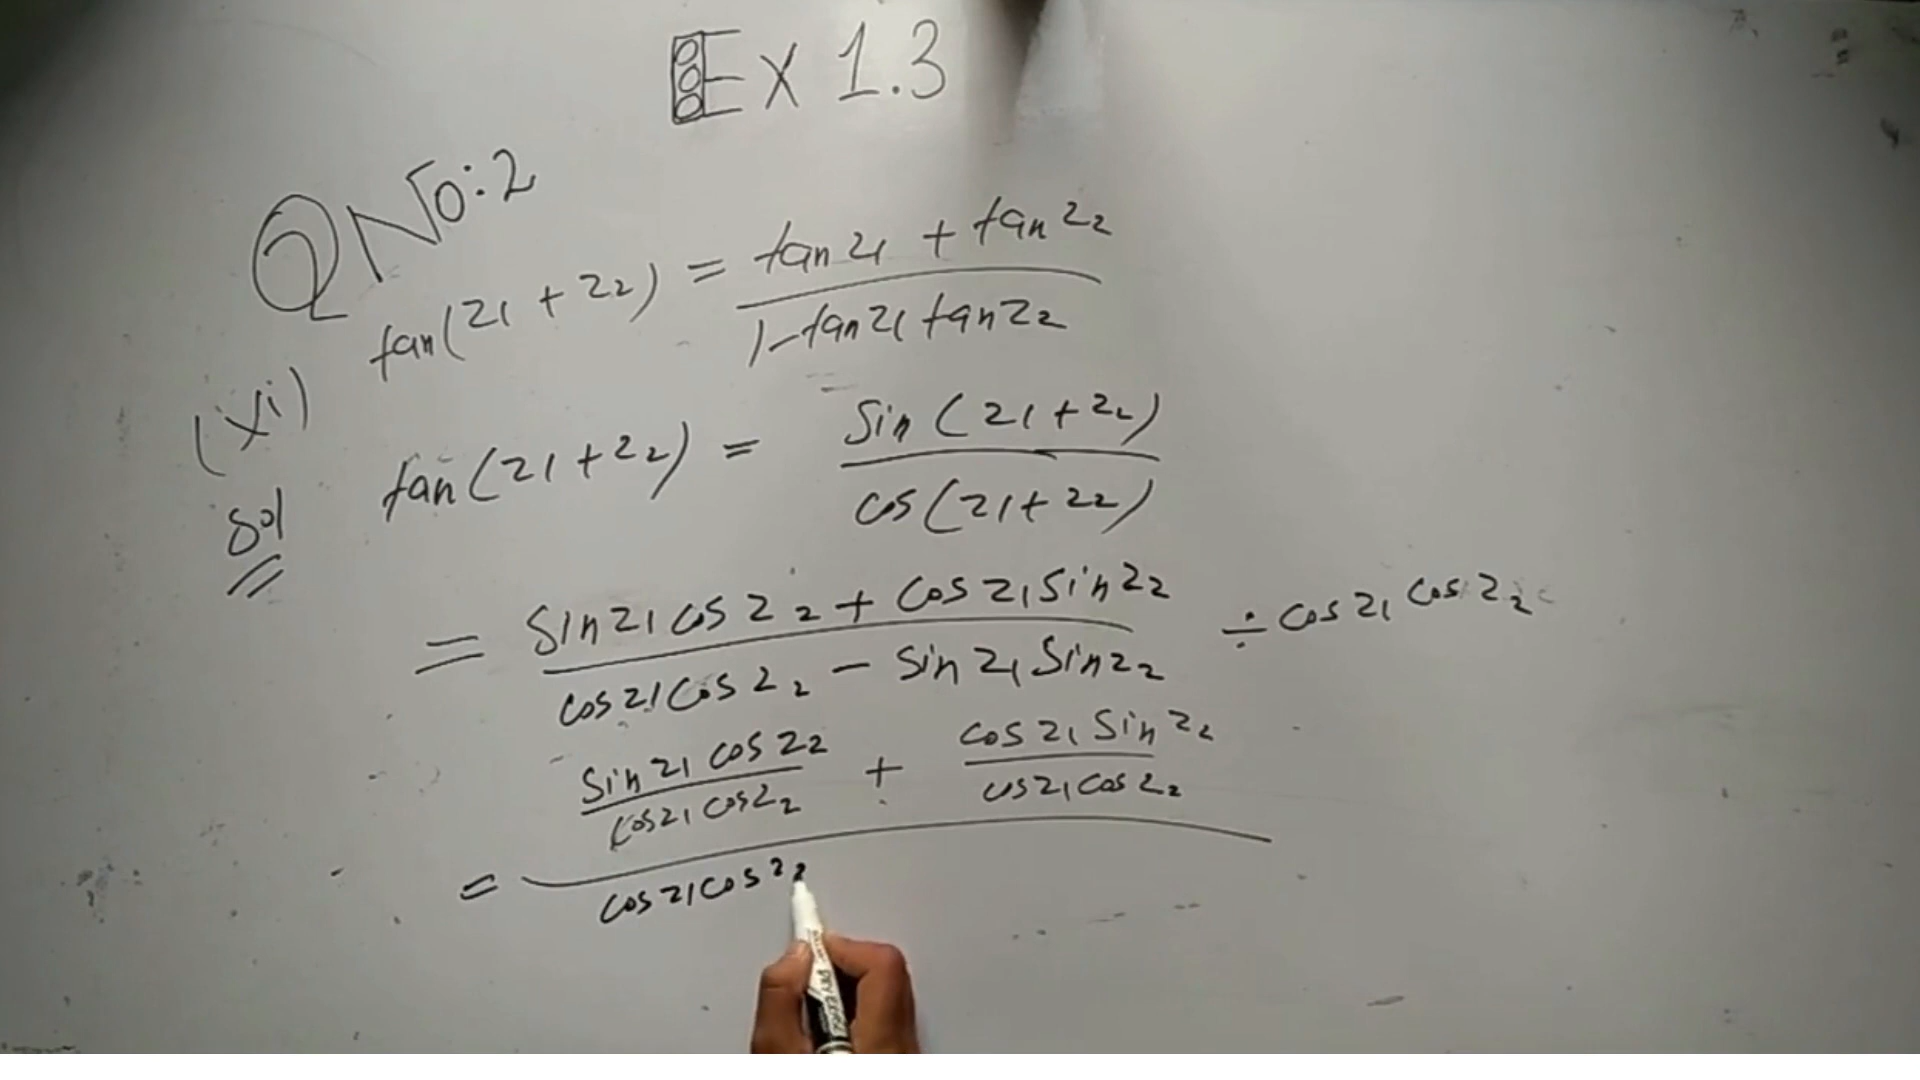 Ex 1.3
Q No:2
(xi) tan(z1 + z2) = tan z1 + tan z2
1 - tan z1 tan z2
Sol tan(z1 + z2) = Sin (z1 + z2)
cos (z1 + z2)
= Sin z1 cos z2 + cos z1 Sin z2 ÷ cos z1 cos z2
cos z1 cos z2 - Sin z1 Sin z2
Sin z1 cos z2 + cos z1 Sin z2
cos z1 cos z2 cos z1 cos z2
=
cos z1 cos z2